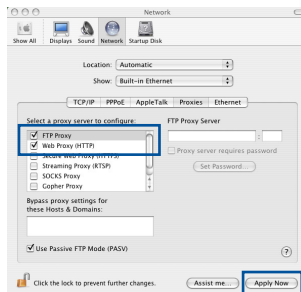 Network
Show All Displays Sound Network Startup Disk
Location: Automatic
Show: Built-in Ethernet
TCP/IP PPPoE AppleTalk Proxies Ethernet
Select a proxy server to configure:
FTP Proxy Server
FTP Proxy
:
Web Proxy (HTTP)
Proxy server requires password
Secure Web Proxy (HTTPS)
Streaming Proxy (RTSP)
Set Password...
SOCKS Proxy
Gopher Proxy
Bypass proxy settings for
these Hosts & Domains:
Use Passive FTP Mode (PASV)
?
Click the lock to prevent further changes.
Assist me...
Apply Now